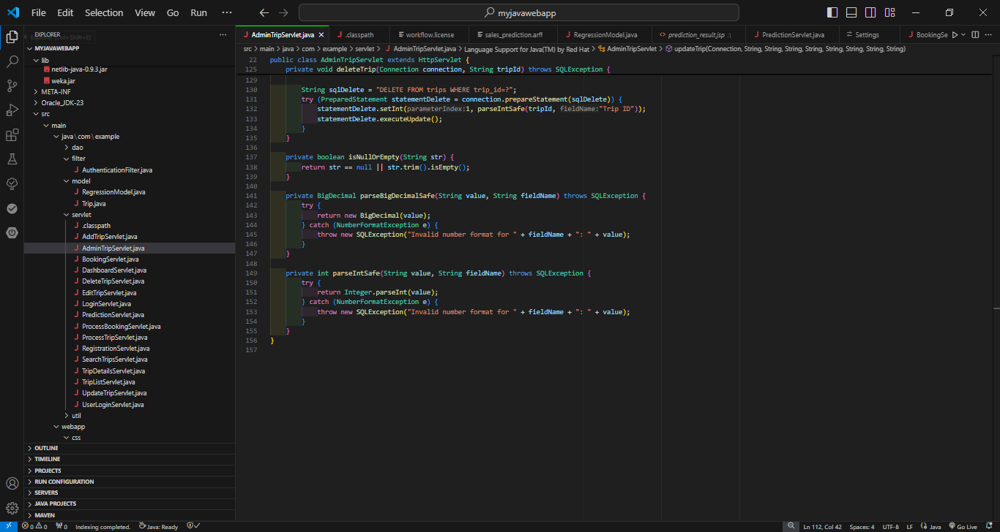 File Edit Selection View Go Run ··· myjavawebapp
EXPLORER ···
AdminTripServlet.java .classpath workflow.license sales_prediction.arff RegressionModel.java prediction_result.jsp .\ PredictionServlet.java Settings BookingSe ···
MYJAVAWEBAPP
src > main > java > com > example > servlet > AdminTripServlet.java > Language Support for Java(TM) by Red Hat > AdminTripServlet > updateTrip(Connection, String, String, String, String, String, String, String, String)
lib
netlib-java-0.9.3.jar
weka.jar
META-INF
Oracle_JDK-23
src
main
java\com\example
dao
filter
AuthenticationFilter.java
model
RegressionModel.java
Trip.java
servlet
.classpath
AddTripServlet.java
AdminTripServlet.java
BookingServlet.java
DashboardServlet.java
DeleteTripServlet.java
EditTripServlet.java
LoginServlet.java
PredictionServlet.java
ProcessBookingServlet.java
ProcessTripServlet.java
RegistrationServlet.java
SearchTripsServlet.java
TripDetailsServlet.java
TripListServlet.java
UpdateTripServlet.java
UserLoginServlet.java
util
webapp
css
OUTLINE
TIMELINE
PROJECTS
RUN CONFIGURATION
SERVERS
JAVA PROJECTS
MAVEN
22 public class AdminTripServlet extends HttpServlet {
125 private void deleteTrip(Connection connection, String tripId) throws SQLException {
129
130 String sqlDelete = "DELETE FROM trips WHERE trip_id=?";
131 try (PreparedStatement statementDelete = connection.prepareStatement(sqlDelete)) {
132 statementDelete.setInt(parameterIndex:1, parseIntSafe(tripId, fieldName:"Trip ID"));
133 statementDelete.executeUpdate();
134 }
135 }
136
137 private boolean isNullOrEmpty(String str) {
138 return str == null || str.trim().isEmpty();
139 }
140
141 private BigDecimal parseBigDecimalSafe(String value, String fieldName) throws SQLException {
142 try {
143 return new BigDecimal(value);
144 } catch (NumberFormatException e) {
145 throw new SQLException("Invalid number format for " + fieldName + ": " + value);
146 }
147 }
148
149 private int parseIntSafe(String value, String fieldName) throws SQLException {
150 try {
151 return Integer.parseInt(value);
152 } catch (NumberFormatException e) {
153 throw new SQLException("Invalid number format for " + fieldName + ": " + value);
154 }
155 }
156 }
157
0 0 0 Indexing completed. Java: Ready Ln 112, Col 42 Spaces: 4 UTF-8 LF Java Go Live